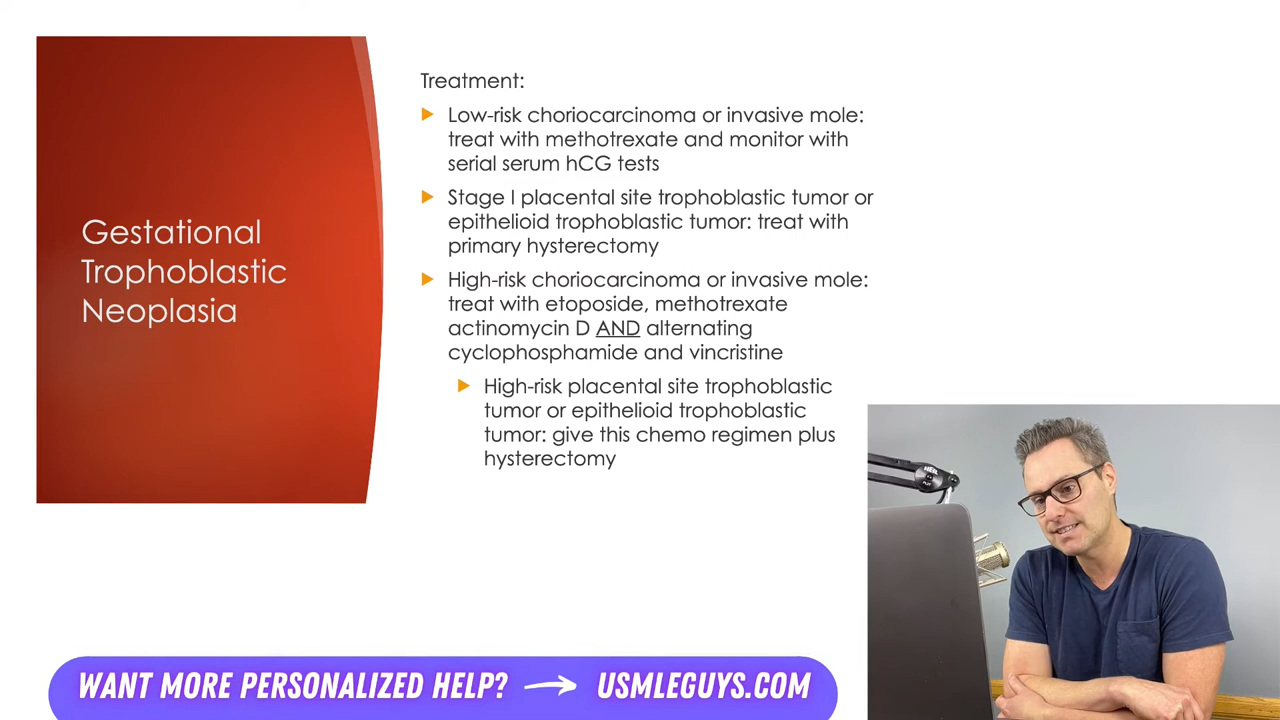 Gestational
Trophoblastic
Neoplasia
Treatment:
Low-risk choriocarcinoma or invasive mole:
treat with methotrexate and monitor with
serial serum hCG tests
Stage I placental site trophoblastic tumor or
epithelioid trophoblastic tumor: treat with
primary hysterectomy
High-risk choriocarcinoma or invasive mole:
treat with etoposide, methotrexate
actinomycin D AND alternating
cyclophosphamide and vincristine
High-risk placental site trophoblastic
tumor or epithelioid trophoblastic
tumor: give this chemo regimen plus
hysterectomy
WANT MORE PERSONALIZED HELP? → USMLEGUYS.COM